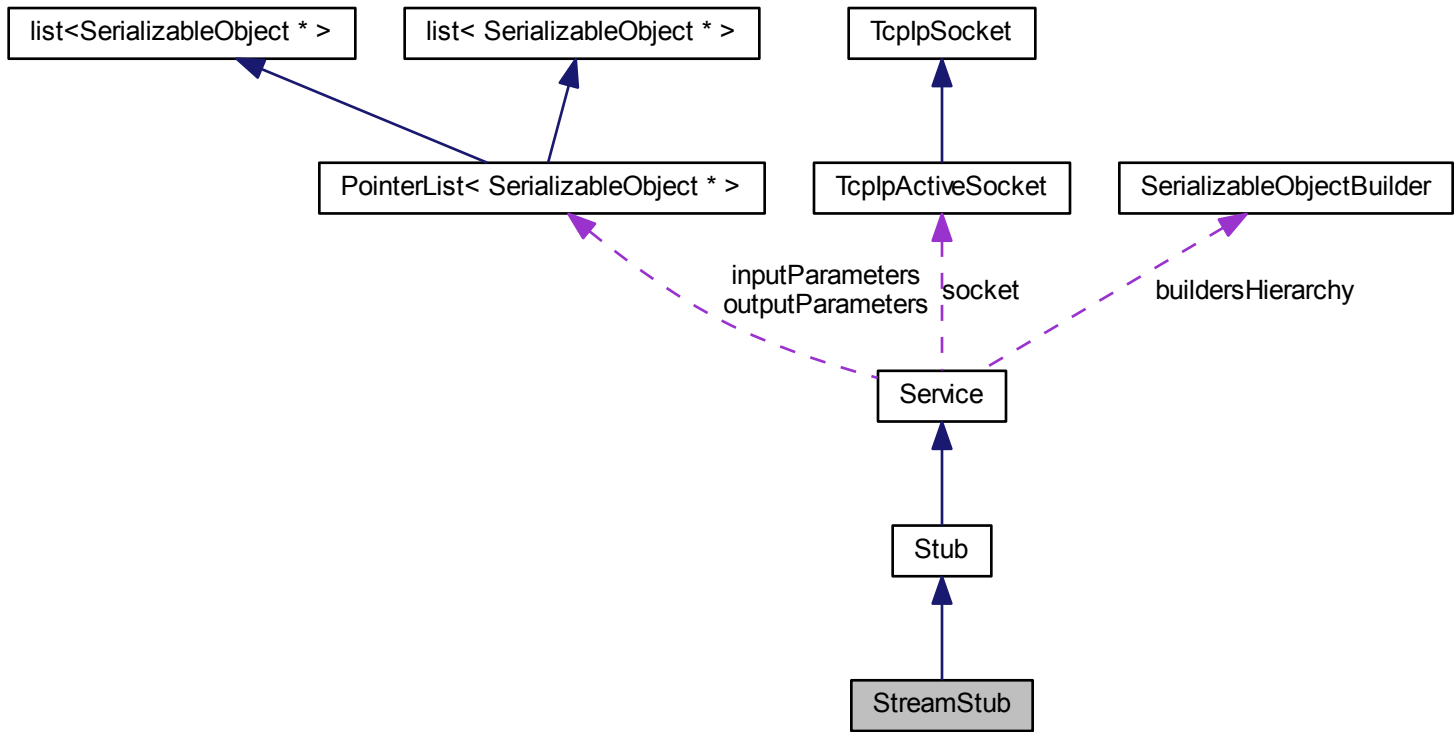 list<SerializableObject * >
list< SerializableObject * >
TcpIpSocket
PointerList< SerializableObject * >
TcpIpActiveSocket
SerializableObjectBuilder
inputParameters
outputParameters
socket
buildersHierarchy
Service
Stub
StreamStub